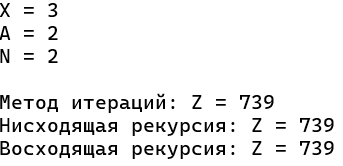 X = 3
A = 2
N = 2
Метод итераций: Z = 739
Нисходящая рекурсия: Z = 739
Восходящая рекурсия: Z = 739